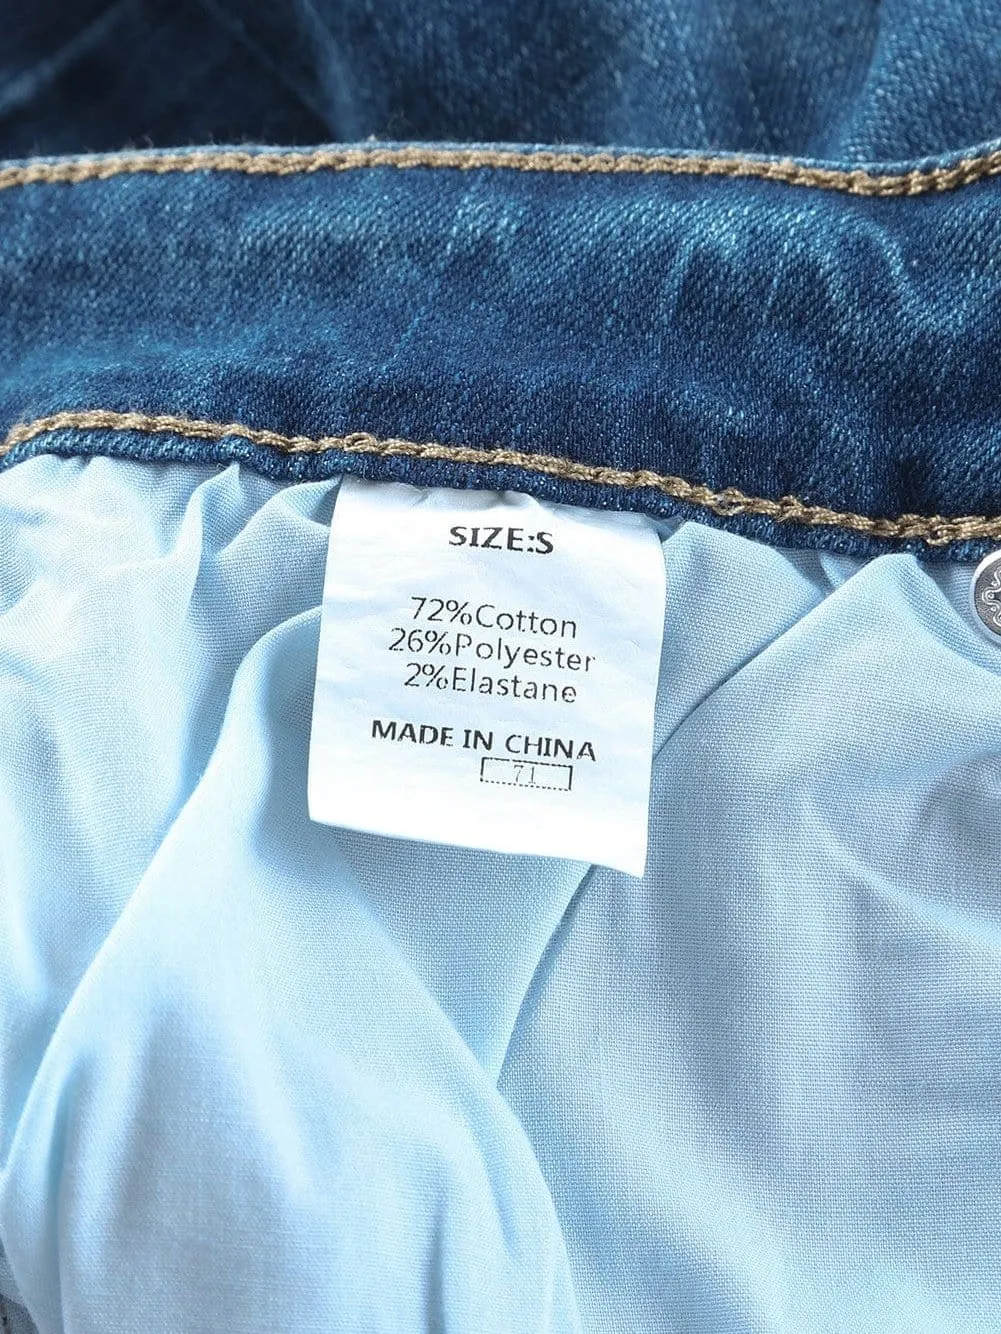 SIZE:S
72%Cotton
26%Polyester
2%Elastane
MADE IN CHINA
71